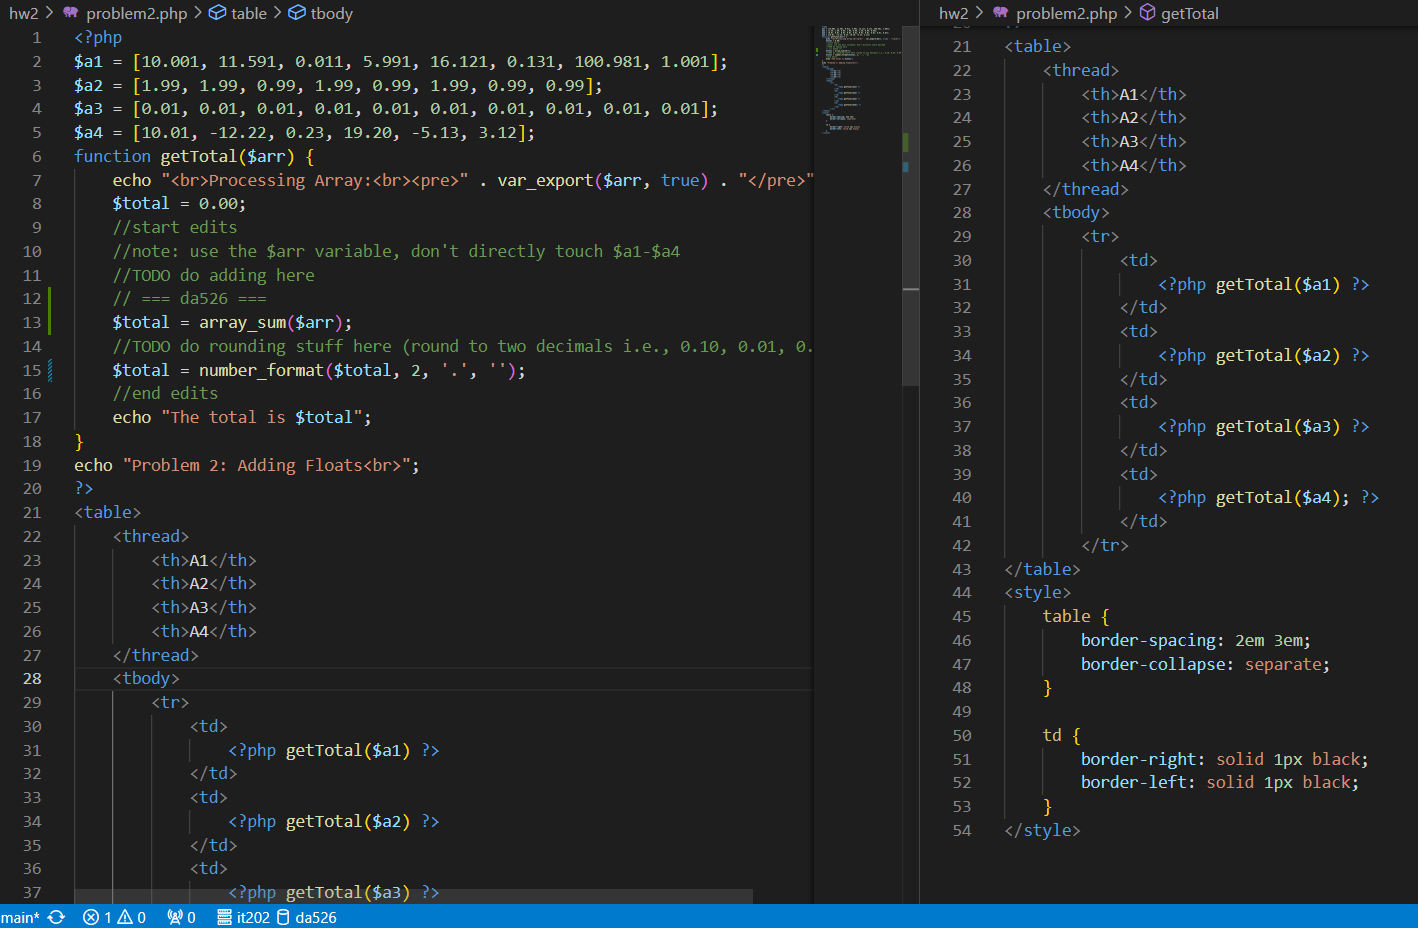 hw2 > problem2.php > table > tbody
1 <?php
2 $a1 = [10.001, 11.591, 0.011, 5.991, 16.121, 0.131, 100.981, 1.001];
3 $a2 = [1.99, 1.99, 0.99, 1.99, 0.99, 1.99, 0.99, 0.99];
4 $a3 = [0.01, 0.01, 0.01, 0.01, 0.01, 0.01, 0.01, 0.01, 0.01, 0.01];
5 $a4 = [10.01, -12.22, 0.23, 19.20, -5.13, 3.12];
6 function getTotal($arr) {
7 echo "<br>Processing Array:<br><pre>" . var_export($arr, true) . "</pre>"
8 $total = 0.00;
9 //start edits
10 //note: use the $arr variable, don't directly touch $a1-$a4
11 //TODO do adding here
12 // === da526 ===
13 $total = array_sum($arr);
14 //TODO do rounding stuff here (round to two decimals i.e., 0.10, 0.01, 0.
15 $total = number_format($total, 2, '.', '');
16 //end edits
17 echo "The total is $total";
18 }
19 echo "Problem 2: Adding Floats<br>";
20 ?>
21 <table>
22 <thread>
23 <th>A1</th>
24 <th>A2</th>
25 <th>A3</th>
26 <th>A4</th>
27 </thread>
28 <tbody>
29 <tr>
30 <td>
31 <?php getTotal($a1) ?>
32 </td>
33 <td>
34 <?php getTotal($a2) ?>
35 </td>
36 <td>
37 <?php getTotal($a3) ?>
hw2 > problem2.php > getTotal
21 <table>
22 <thread>
23 <th>A1</th>
24 <th>A2</th>
25 <th>A3</th>
26 <th>A4</th>
27 </thread>
28 <tbody>
29 <tr>
30 <td>
31 <?php getTotal($a1) ?>
32 </td>
33 <td>
34 <?php getTotal($a2) ?>
35 </td>
36 <td>
37 <?php getTotal($a3) ?>
38 </td>
39 <td>
40 <?php getTotal($a4); ?>
41 </td>
42 </tr>
43 </table>
44 <style>
45 table {
46 border-spacing: 2em 3em;
47 border-collapse: separate;
48 }
49
50 td {
51 border-right: solid 1px black;
52 border-left: solid 1px black;
53 }
54 </style>
main* 1 0 0 it202 da526